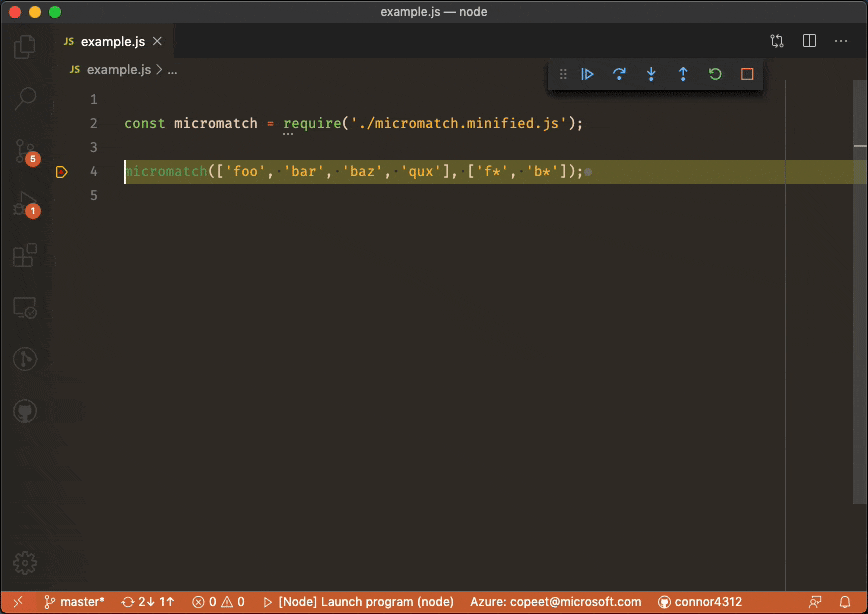 example.js — node
JS example.js
JS example.js > ...
1
2 const micromatch = require('./micromatch.minified.js');
3
4 micromatch(['foo', 'bar', 'baz', 'qux'], ['f*', 'b*']);
5
5
1
master* 2↓ 1↑ 0 0 [Node] Launch program (node) Azure: copeet@microsoft.com connor4312